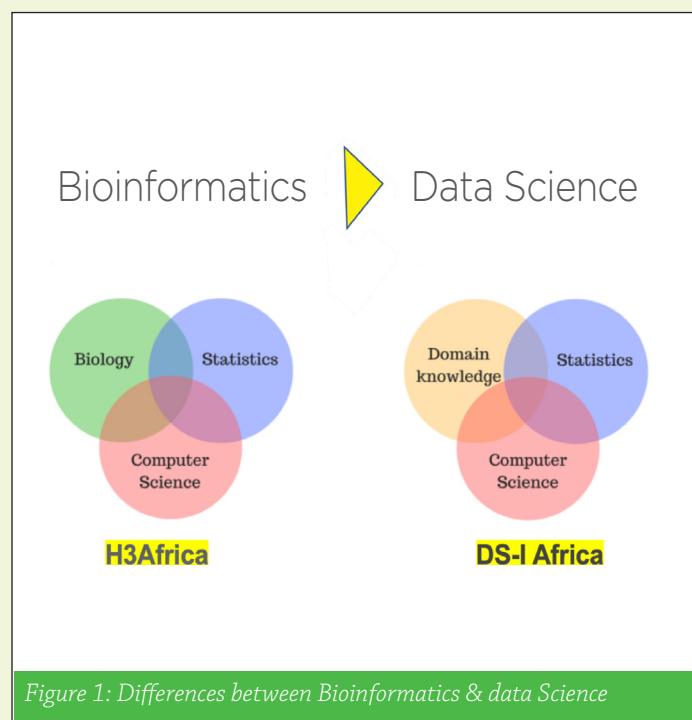 Bioinformatics
Data Science
Biology
Statistics
Computer
Science
H3Africa
Domain
knowledge
Statistics
Computer
Science
DS-I Africa
Figure 1: Differences between Bioinformatics & data Science